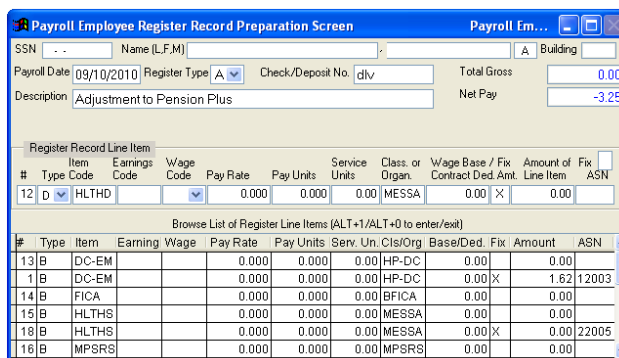 Payroll Employee Register Record Preparation Screen Payroll Em...
SSN - - Name (L,F,M) , A Building
Payroll Date 09/10/2010 Register Type A Check./Deposit No. dlv Total Gross 0.00
Description Adjustment to Pension Plus Net Pay -3.25
Register Record Line Item
Item Earnings Wage Service Class. or Wage Base / Fix Amount of Fix
# Type Code Code Code Pay Rate Pay Units Units Organ. Contract Ded. Amt. Line Item ASN
12 D HLTHD 0.000 0.000 0.00 MESSA 0.00 X 0.00
Browse List of Register Line Items (ALT+1/ALT+0 to enter/exit)
# Type Item Earning Wage Pay Rate Pay Units Serv. Un. Cls/Org Base/Ded. Fix Amount ASN
13 B DC-EM 0.000 0.000 0.00 HP-DC 0.00 0.00
1 B DC-EM 0.000 0.000 0.00 HP-DC 0.00 X 1.62 12003
14 B FICA 0.000 0.000 0.00 BFICA 0.00 0.00
15 B HLTHS 0.000 0.000 0.00 MESSA 0.00 0.00
18 B HLTHS 0.000 0.000 0.00 MESSA 0.00 X 0.00 22005
16 B MPSRS 0.000 0.000 0.00 MPSRS 0.00 0.00